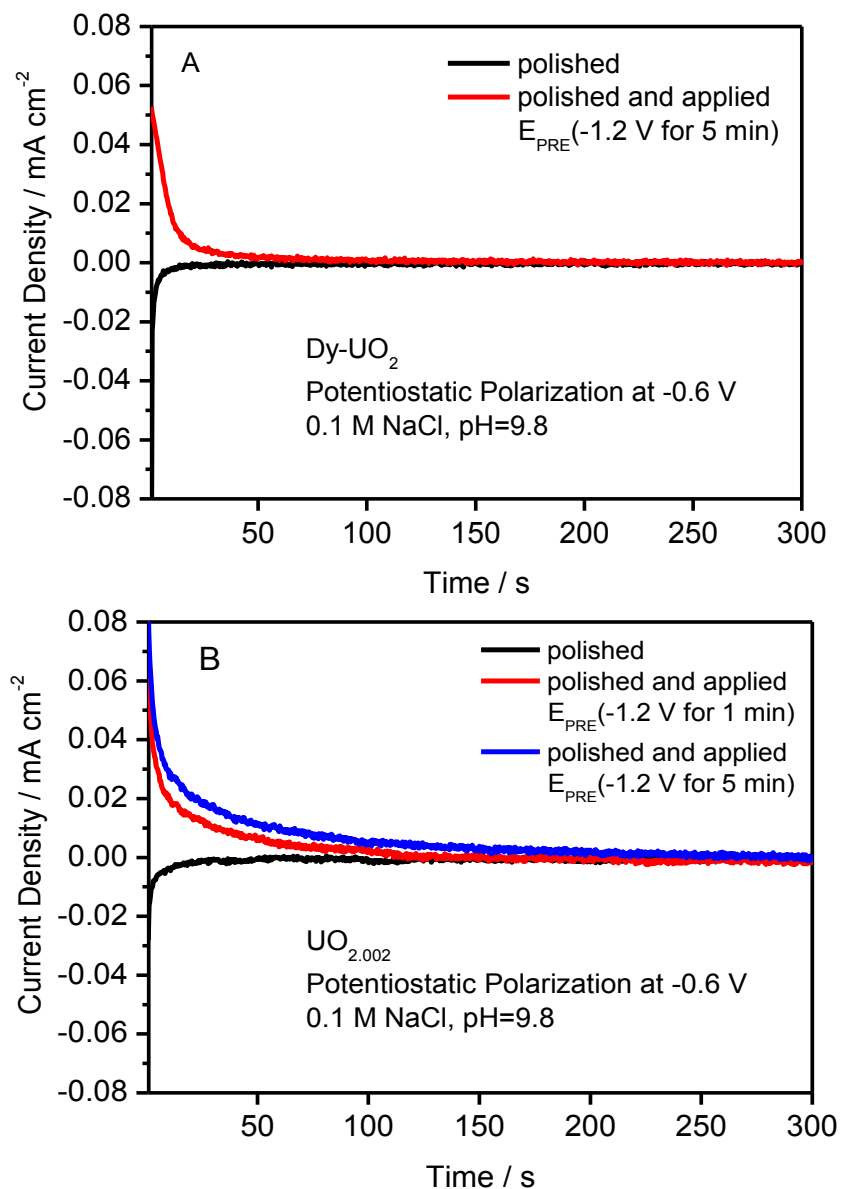 A
polished
polished and applied
E_PRE(-1.2 V for 5 min)
0.08
0.06
0.04
0.02
0.00
-0.02
-0.04
-0.06
-0.08
Current Density / mA cm⁻²
Dy-UO₂
Potentiostatic Polarization at -0.6 V
0.1 M NaCl, pH=9.8
50 100 150 200 250 300
Time / s
B
polished
polished and applied
E_PRE(-1.2 V for 1 min)
polished and applied
E_PRE(-1.2 V for 5 min)
0.08
0.06
0.04
0.02
0.00
-0.02
-0.04
-0.06
-0.08
Current Density / mA cm⁻²
UO₂.₀₀₂
Potentiostatic Polarization at -0.6 V
0.1 M NaCl, pH=9.8
50 100 150 200 250 300
Time / s